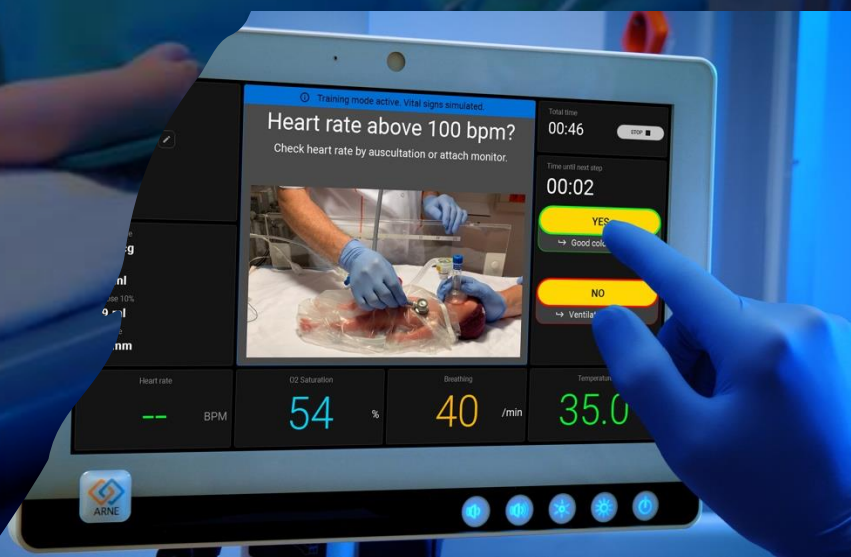 Training mode active. Vital signs simulated.
Heart rate above 100 bpm?
Check heart rate by auscultation or attach monitor.
Total time
00:46
STOP
Time until next step
00:02
YES
Good
NO
10%
Heart rate
--
BPM
O2 Saturation
54
%
Breathing
40
/min
Temperature
35.0
ARNE